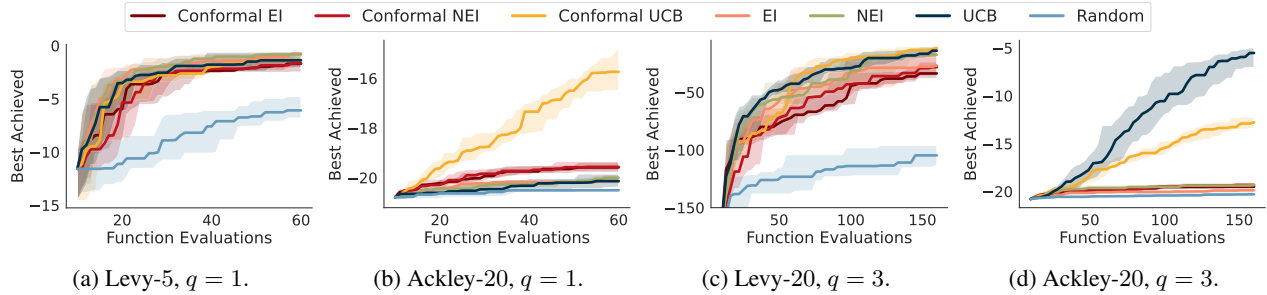 Conformal EI Conformal NEI Conformal UCB EI NEI UCB Random
0
−5
−10
−15
20 40 60
Best Achieved
Function Evaluations
(a) Levy-5, q = 1.
−16
−18
−20
20 40 60
Best Achieved
Function Evaluations
(b) Ackley-20, q = 1.
−50
−100
−150
50 100 150
Best Achieved
Function Evaluations
(c) Levy-20, q = 3.
−5
−10
−15
−20
50 100 150
Best Achieved
Function Evaluations
(d) Ackley-20, q = 3.